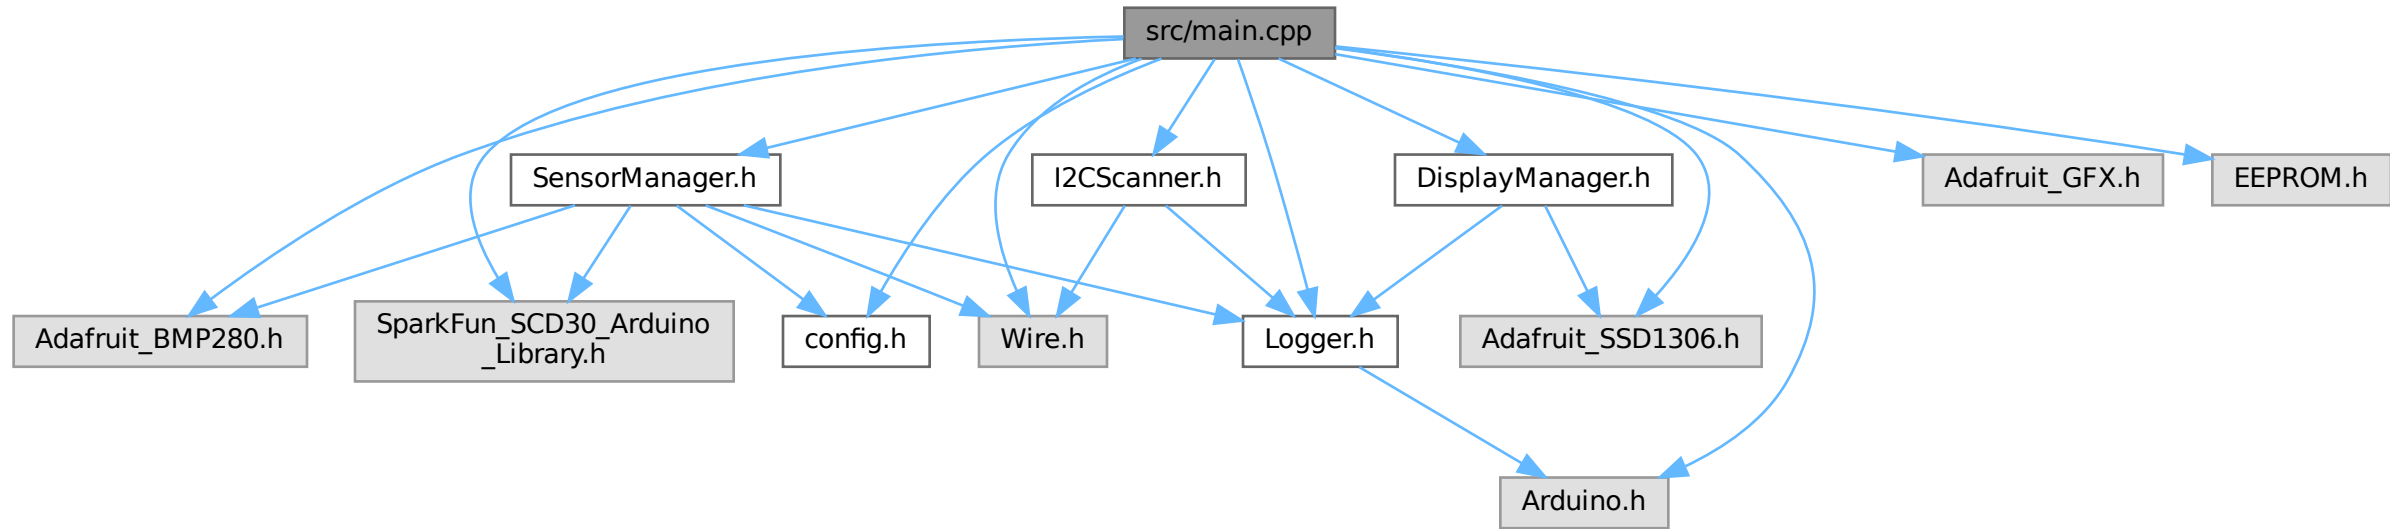 src/main.cpp
SensorManager.h
I2CScanner.h
DisplayManager.h
Adafruit_GFX.h
EEPROM.h
Adafruit_BMP280.h
SparkFun_SCD30_Arduino
_Library.h
config.h
Wire.h
Logger.h
Adafruit_SSD1306.h
Arduino.h